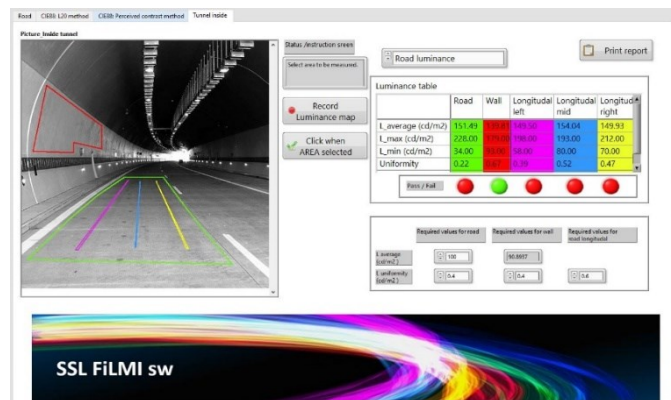 Road CIE88: L20 method CIE88: Perceived contrast method Tunnel inside
Picture_Inside tunnel
Status /instruction sreen
Select area to be measured.
Record
Luminance map
Click when
AREA selected
Road luminance
Print report
Luminance table
Road Wall Longitudal left Longitudal mid Longitud right
L_average (cd/m2) 151.49 149.50 154.04 149.93
L_max (cd/m2) 228.00 198.00 193.00 212.00
L_min (cd/m2) 34.00 58.00 80.00 70.00
Uniformity 0.22 0.67 0.39 0.52 0.47
Pass / Fail
Required values for road Required values for wall Required values for road longitudal
L average (cd/m2 ) 100 90.8937
L uniformity (cd/m2 ) 0.4 0.4 0.6
SSL FiLMI sw